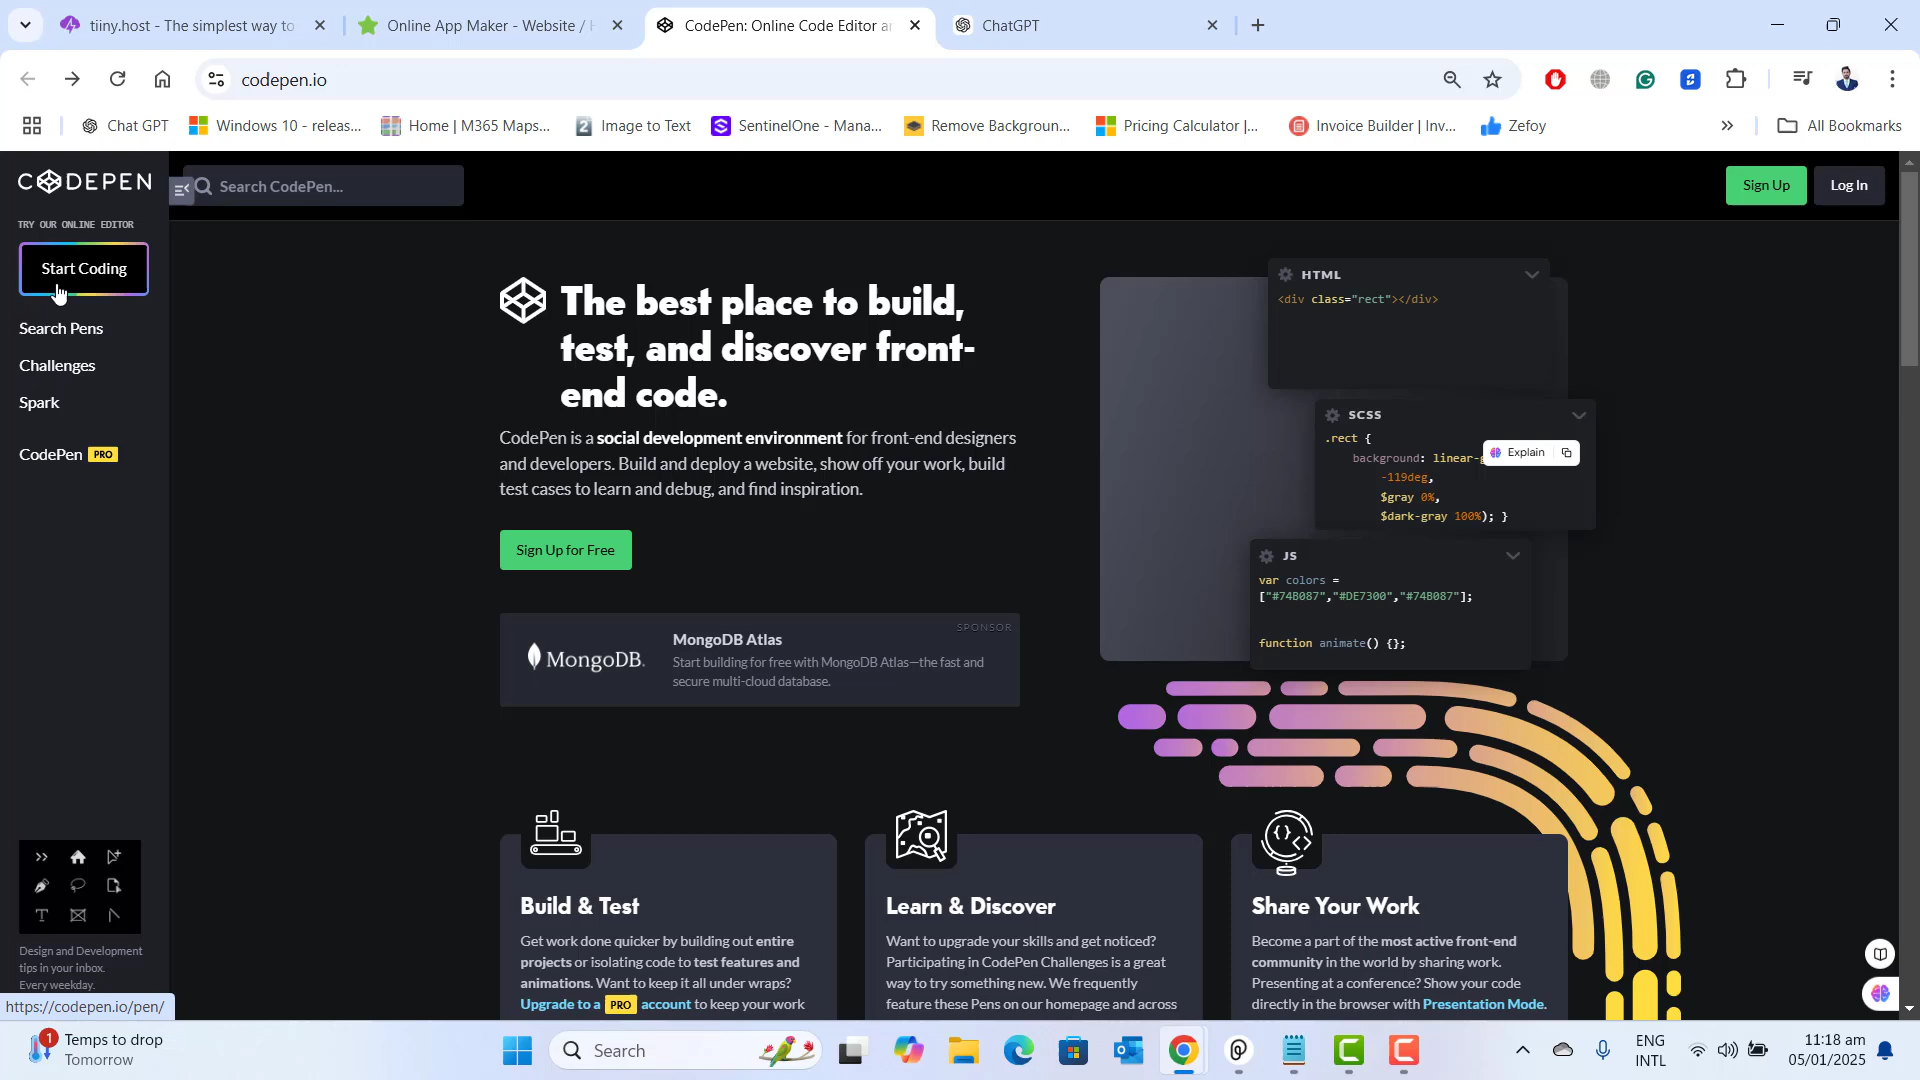 tiiny.host - The simplest way to
Online App Maker - Website /
CodePen: Online Code Editor an
ChatGPT
codepen.io
Chat GPT
Windows 10 - releas...
Home | M365 Maps...
Image to Text
SentinelOne - Mana...
Remove Backgroun...
Pricing Calculator |...
Invoice Builder | Inv...
Zefoy
All Bookmarks
CODEPEN
Search CodePen...
Sign Up
Log In
TRY OUR ONLINE EDITOR
Start Coding
Search Pens
Challenges
Spark
CodePen PRO
The best place to build,
test, and discover front-
end code.
CodePen is a social development environment for front-end designers
and developers. Build and deploy a website, show off your work, build
test cases to learn and debug, and find inspiration.
Sign Up for Free
SPONSOR
MongoDB.
MongoDB Atlas
Start building for free with MongoDB Atlas—the fast and
secure multi-cloud database.
HTML
<div class="rect"></div>
SCSS
.rect {
background: linear-g
Explain
-119deg,
$gray 0%,
$dark-gray 100%); }
JS
var colors =
["#74B087","#DE7300","#74B087"];
function animate() {};
Build & Test
Get work done quicker by building out entire
projects or isolating code to test features and
animations. Want to keep it all under wraps?
Upgrade to a PRO account to keep your work
Learn & Discover
Want to upgrade your skills and get noticed?
Participating in CodePen Challenges is a great
way to try something new. We frequently
feature these Pens on our homepage and across
Share Your Work
Become a part of the most active front-end
community in the world by sharing work.
Presenting at a conference? Show your code
directly in the browser with Presentation Mode.
Design and Development
tips in your inbox.
Every weekday.
https://codepen.io/pen/
1
Temps to drop
Tomorrow
Search
ENG
INTL
11:18 am
05/01/2025